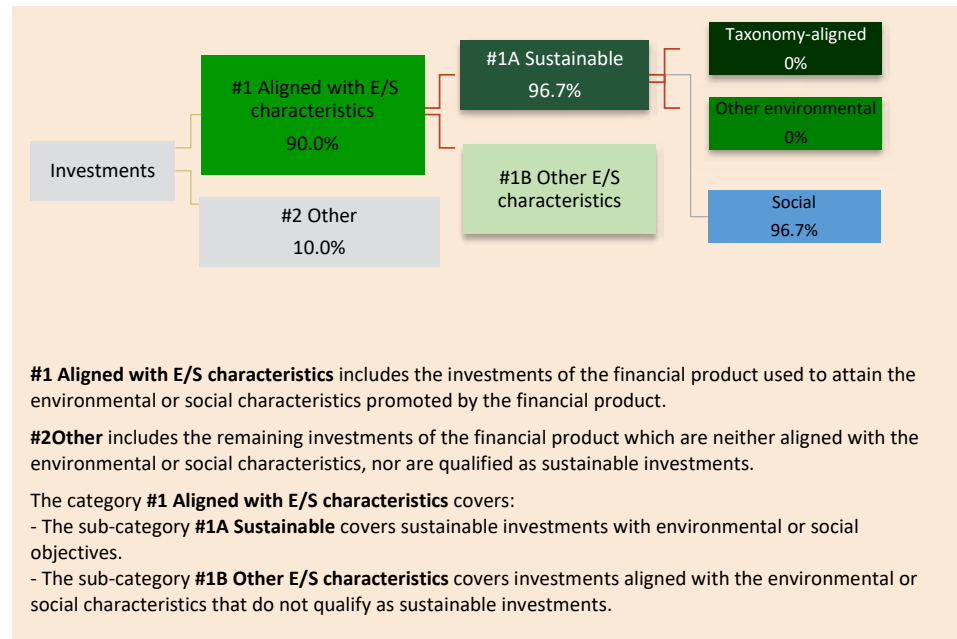 Investments
#1 Aligned with E/S
characteristics
90.0%
#2 Other
10.0%
#1A Sustainable
96.7%
#1B Other E/S
characteristics
Taxonomy-aligned
0%
Other environmental
0%
Social
96.7%
#1 Aligned with E/S characteristics includes the investments of the financial product used to attain the
environmental or social characteristics promoted by the financial product.
#2Other includes the remaining investments of the financial product which are neither aligned with the
environmental or social characteristics, nor are qualified as sustainable investments.
The category #1 Aligned with E/S characteristics covers:
- The sub-category #1A Sustainable covers sustainable investments with environmental or social
objectives.
- The sub-category #1B Other E/S characteristics covers investments aligned with the environmental or
social characteristics that do not qualify as sustainable investments.